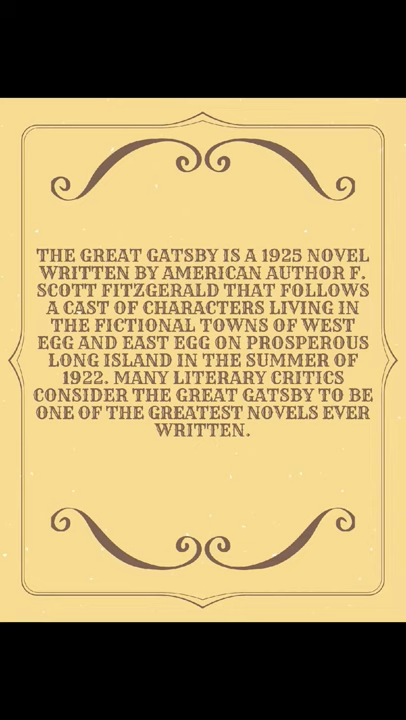 THE GREAT GATSBY IS A 1925 NOVEL
WRITTEN BY AMERICAN AUTHOR F.
SCOTT FITZGERALD THAT FOLLOWS
A CAST OF CHARACTERS LIVING IN
THE FICTIONAL TOWNS OF WEST
EGG AND EAST EGG ON PROSPEROUS
LONG ISLAND IN THE SUMMER OF
1922. MANY LITERARY CRITICS
CONSIDER THE GREAT GATSBY TO BE
ONE OF THE GREATEST NOVELS EVER
WRITTEN.